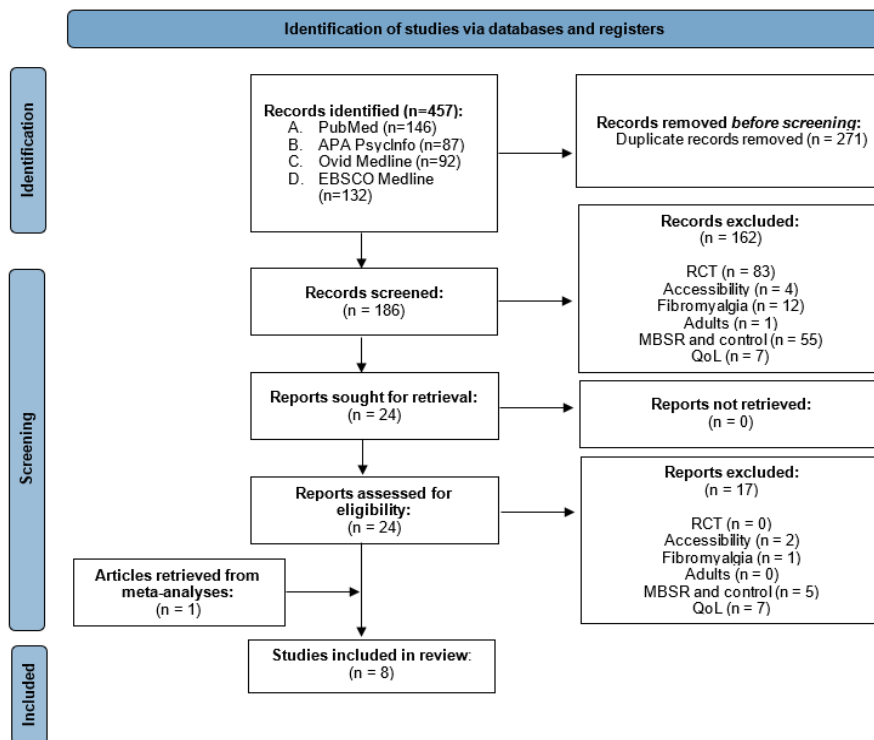 Identification of studies via databases and registers
Identification
Records identified (n=457):
A. PubMed (n=146)
B. APA PsycInfo (n=87)
C. Ovid Medline (n=92)
D. EBSCO Medline
(n=132)
Records removed before screening:
Duplicate records removed (n = 271)
Screening
Records screened:
(n = 186)
Records excluded:
(n = 162)
RCT (n = 83)
Accessibility (n = 4)
Fibromyalgia (n = 12)
Adults (n = 1)
MBSR and control (n = 55)
QoL (n = 7)
Reports sought for retrieval:
(n = 24)
Reports not retrieved:
(n = 0)
Reports assessed for
eligibility:
(n = 24)
Reports excluded:
(n = 17)
RCT (n = 0)
Accessibility (n = 2)
Fibromyalgia (n = 1)
Adults (n = 0)
MBSR and control (n = 5)
QoL (n = 7)
Articles retrieved from
meta-analyses:
(n = 1)
Included
Studies included in review:
(n = 8)